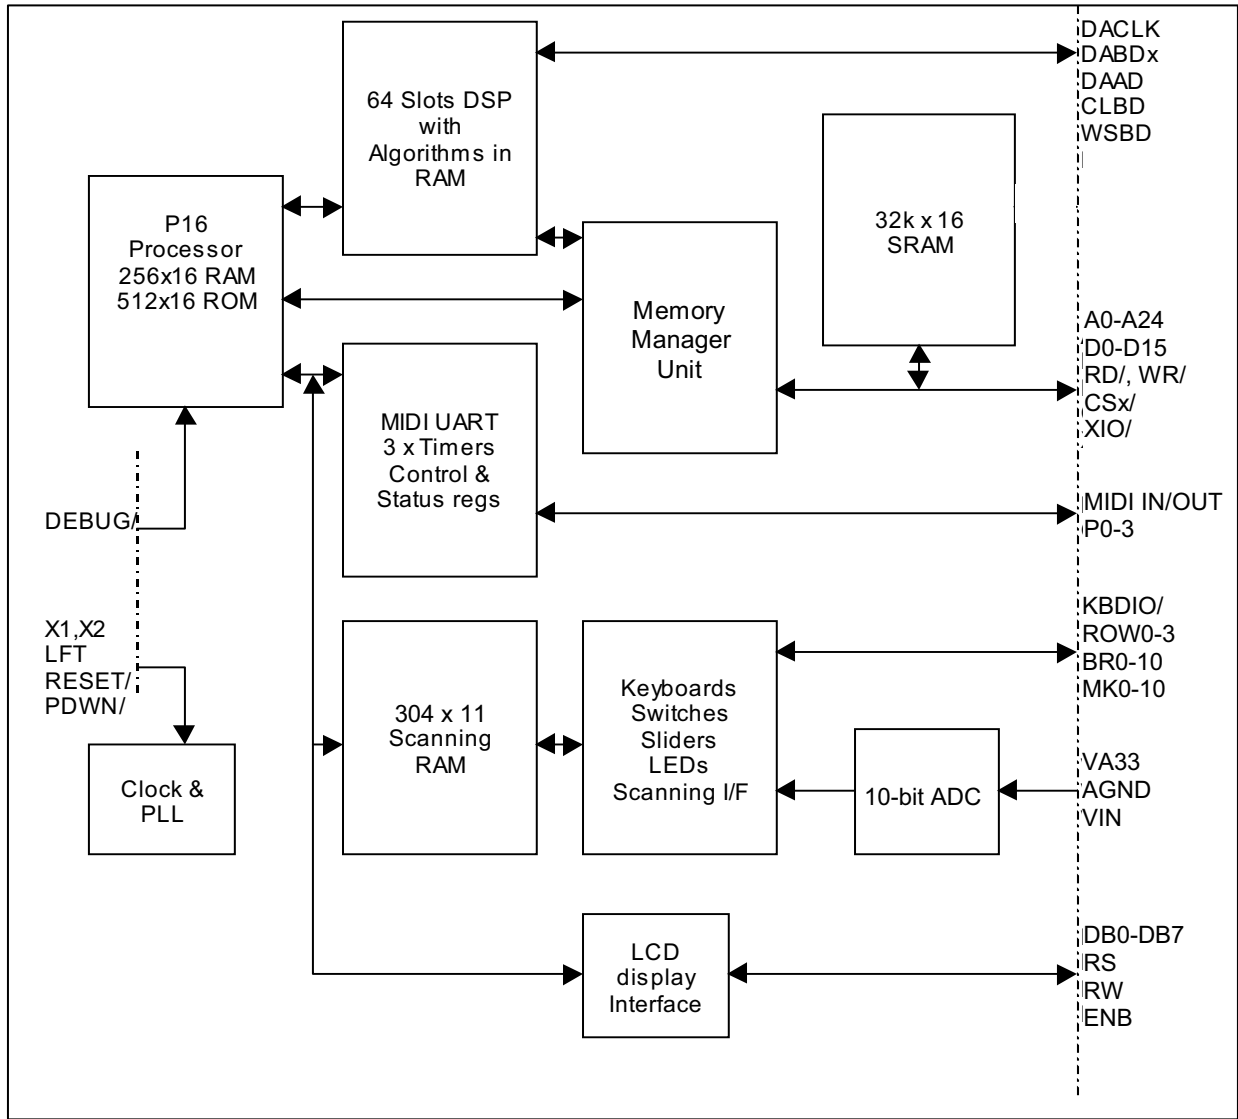 64 Slots DSP
with
Algorithms in
RAM
DACLK
DABDx
DAAD
CLBD
WSBD
P16
Processor
256x16 RAM
512x16 ROM
32k x 16
SRAM
Memory
Manager
Unit
A0-A24
D0-D15
RD/, WR/
CSx/
XIO/
MIDI UART
3 x Timers
Control &
Status regs
MIDI IN/OUT
P0-3
DEBUG/
X1,X2
LFT
RESET/
PDWN/
Clock &
PLL
304 x 11
Scanning
RAM
Keyboards
Switches
Sliders
LEDs
Scanning I/F
10-bit ADC
KBDIO/
ROW0-3
BR0-10
MK0-10
VA33
AGND
VIN
LCD
display
Interface
DB0-DB7
RS
RW
ENB